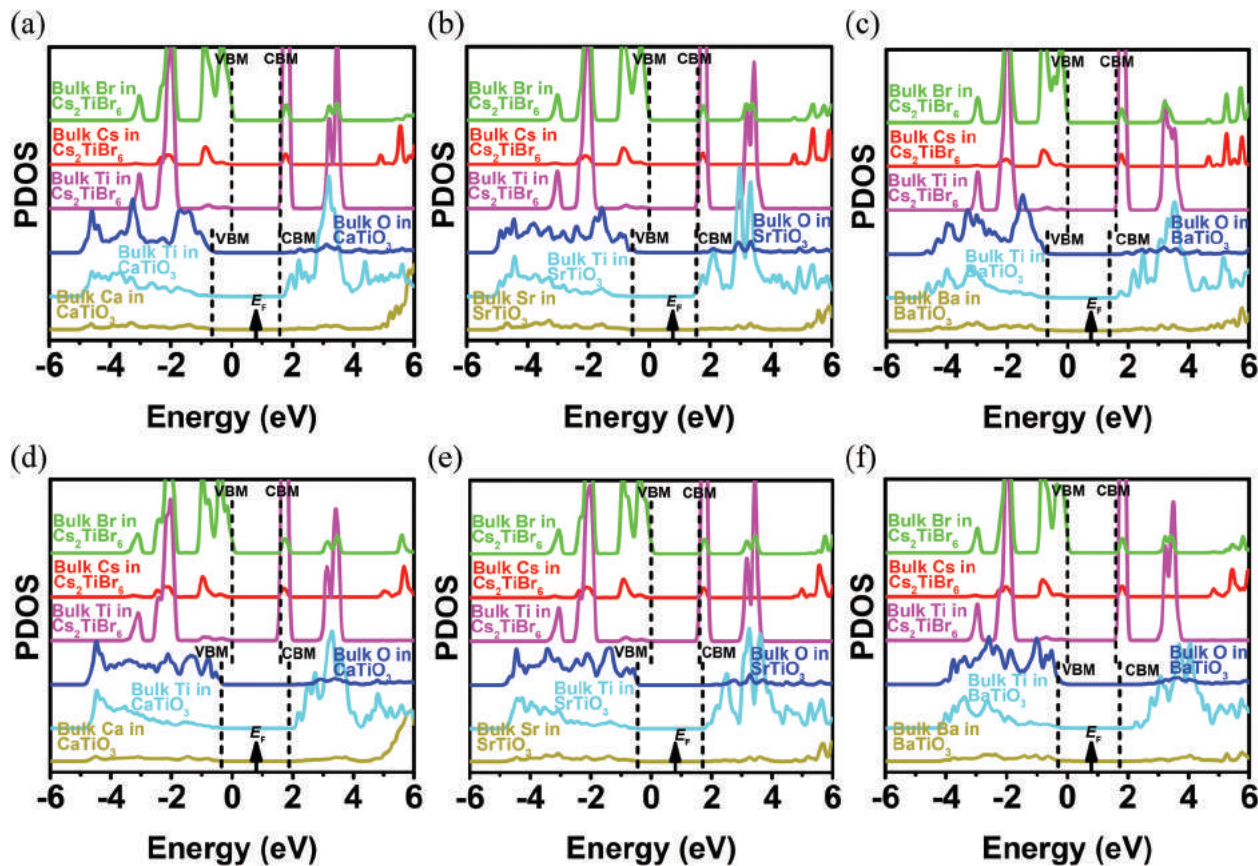 (a)
VBM CBM
Bulk Br in
Cs₂TiBr₆
Bulk Cs in
Cs₂TiBr₆
Bulk Ti in
Cs₂TiBr₆
Bulk O in
CaTiO₃
VBM CBM
Bulk Ti in
CaTiO₃
Bulk Ca in
CaTiO₃
E_F
PDOS
-6 -4 -2 0 2 4 6
Energy (eV)
(b)
VBM CBM
Bulk Br in
Cs₂TiBr₆
Bulk Cs in
Cs₂TiBr₆
Bulk Ti in
Cs₂TiBr₆
Bulk O in
SrTiO₃
VBM CBM
Bulk Ti in
SrTiO₃
Bulk Sr in
SrTiO₃
E_F
PDOS
-6 -4 -2 0 2 4 6
Energy (eV)
(c)
VBM CBM
Bulk Br in
Cs₂TiBr₆
Bulk Cs in
Cs₂TiBr₆
Bulk Ti in
Cs₂TiBr₆
Bulk O in
BaTiO₃
VBM CBM
Bulk Ti in
BaTiO₃
Bulk Ba in
BaTiO₃
E_F
PDOS
-6 -4 -2 0 2 4 6
Energy (eV)
(d)
VBM CBM
Bulk Br in
Cs₂TiBr₆
Bulk Cs in
Cs₂TiBr₆
Bulk Ti in
Cs₂TiBr₆
VBM CBM
Bulk O in
CaTiO₃
Bulk Ti in
CaTiO₃
Bulk Ca in
CaTiO₃
E_F
PDOS
-6 -4 -2 0 2 4 6
Energy (eV)
(e)
VBM CBM
Bulk Br in
Cs₂TiBr₆
Bulk Cs in
Cs₂TiBr₆
Bulk Ti in
Cs₂TiBr₆
VBM CBM
Bulk O in
SrTiO₃
Bulk Ti in
SrTiO₃
Bulk Sr in
SrTiO₃
E_F
PDOS
-6 -4 -2 0 2 4 6
Energy (eV)
(f)
VBM CBM
Bulk Br in
Cs₂TiBr₆
Bulk Cs in
Cs₂TiBr₆
Bulk Ti in
Cs₂TiBr₆
Bulk O in
BaTiO₃
VBM CBM
Bulk Ti in
BaTiO₃
Bulk Ba in
BaTiO₃
E_F
PDOS
-6 -4 -2 0 2 4 6
Energy (eV)